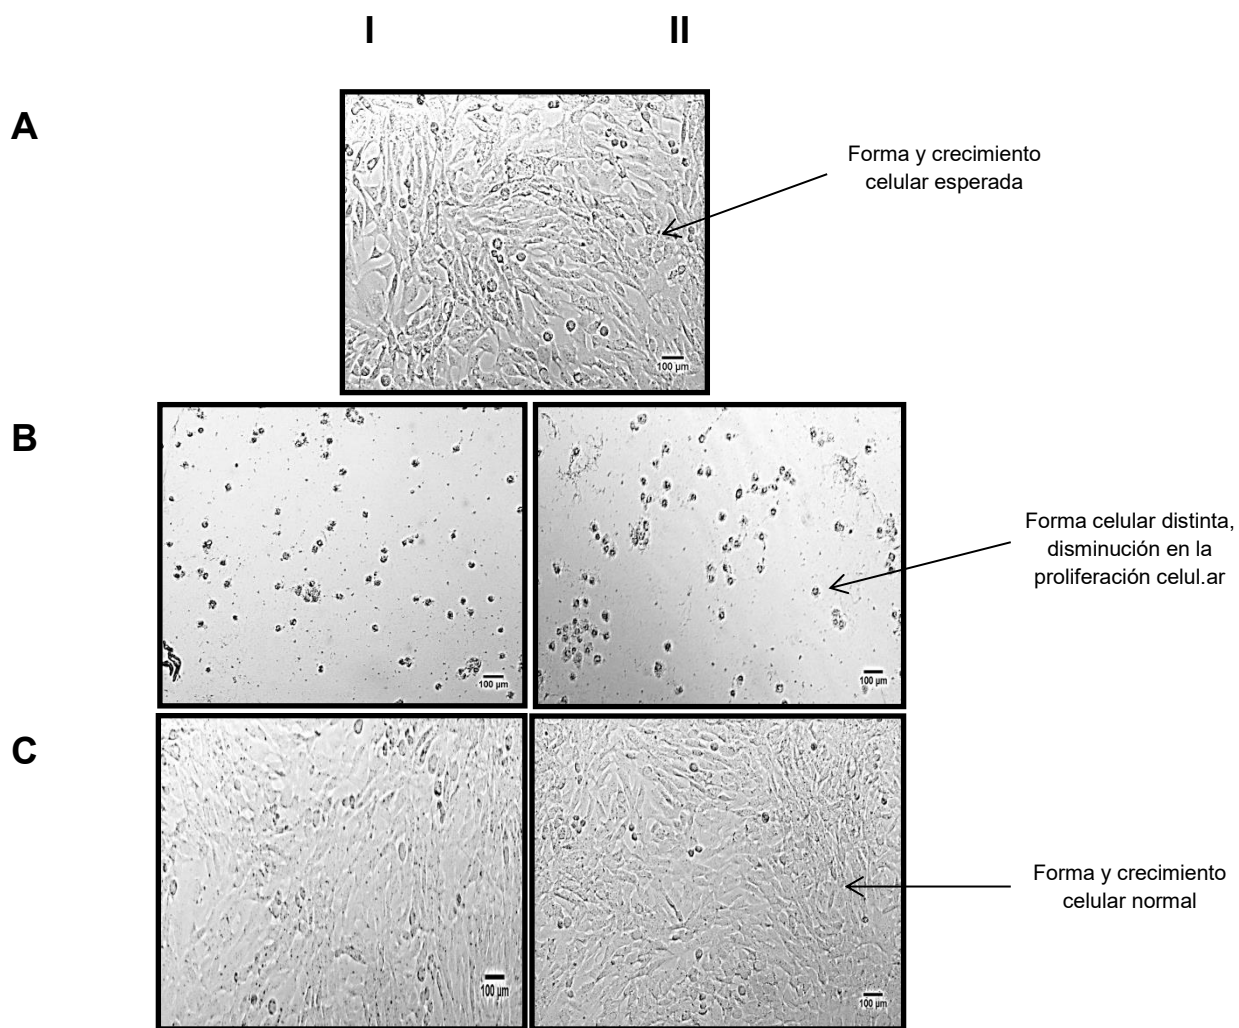 I
II
A
Forma y crecimiento
celular esperada
100 µm
B
Forma celular distinta,
disminución en la
proliferación celul.ar
100 µm
100 µm
C
Forma y crecimiento
celular normal
100 µm
100 µm